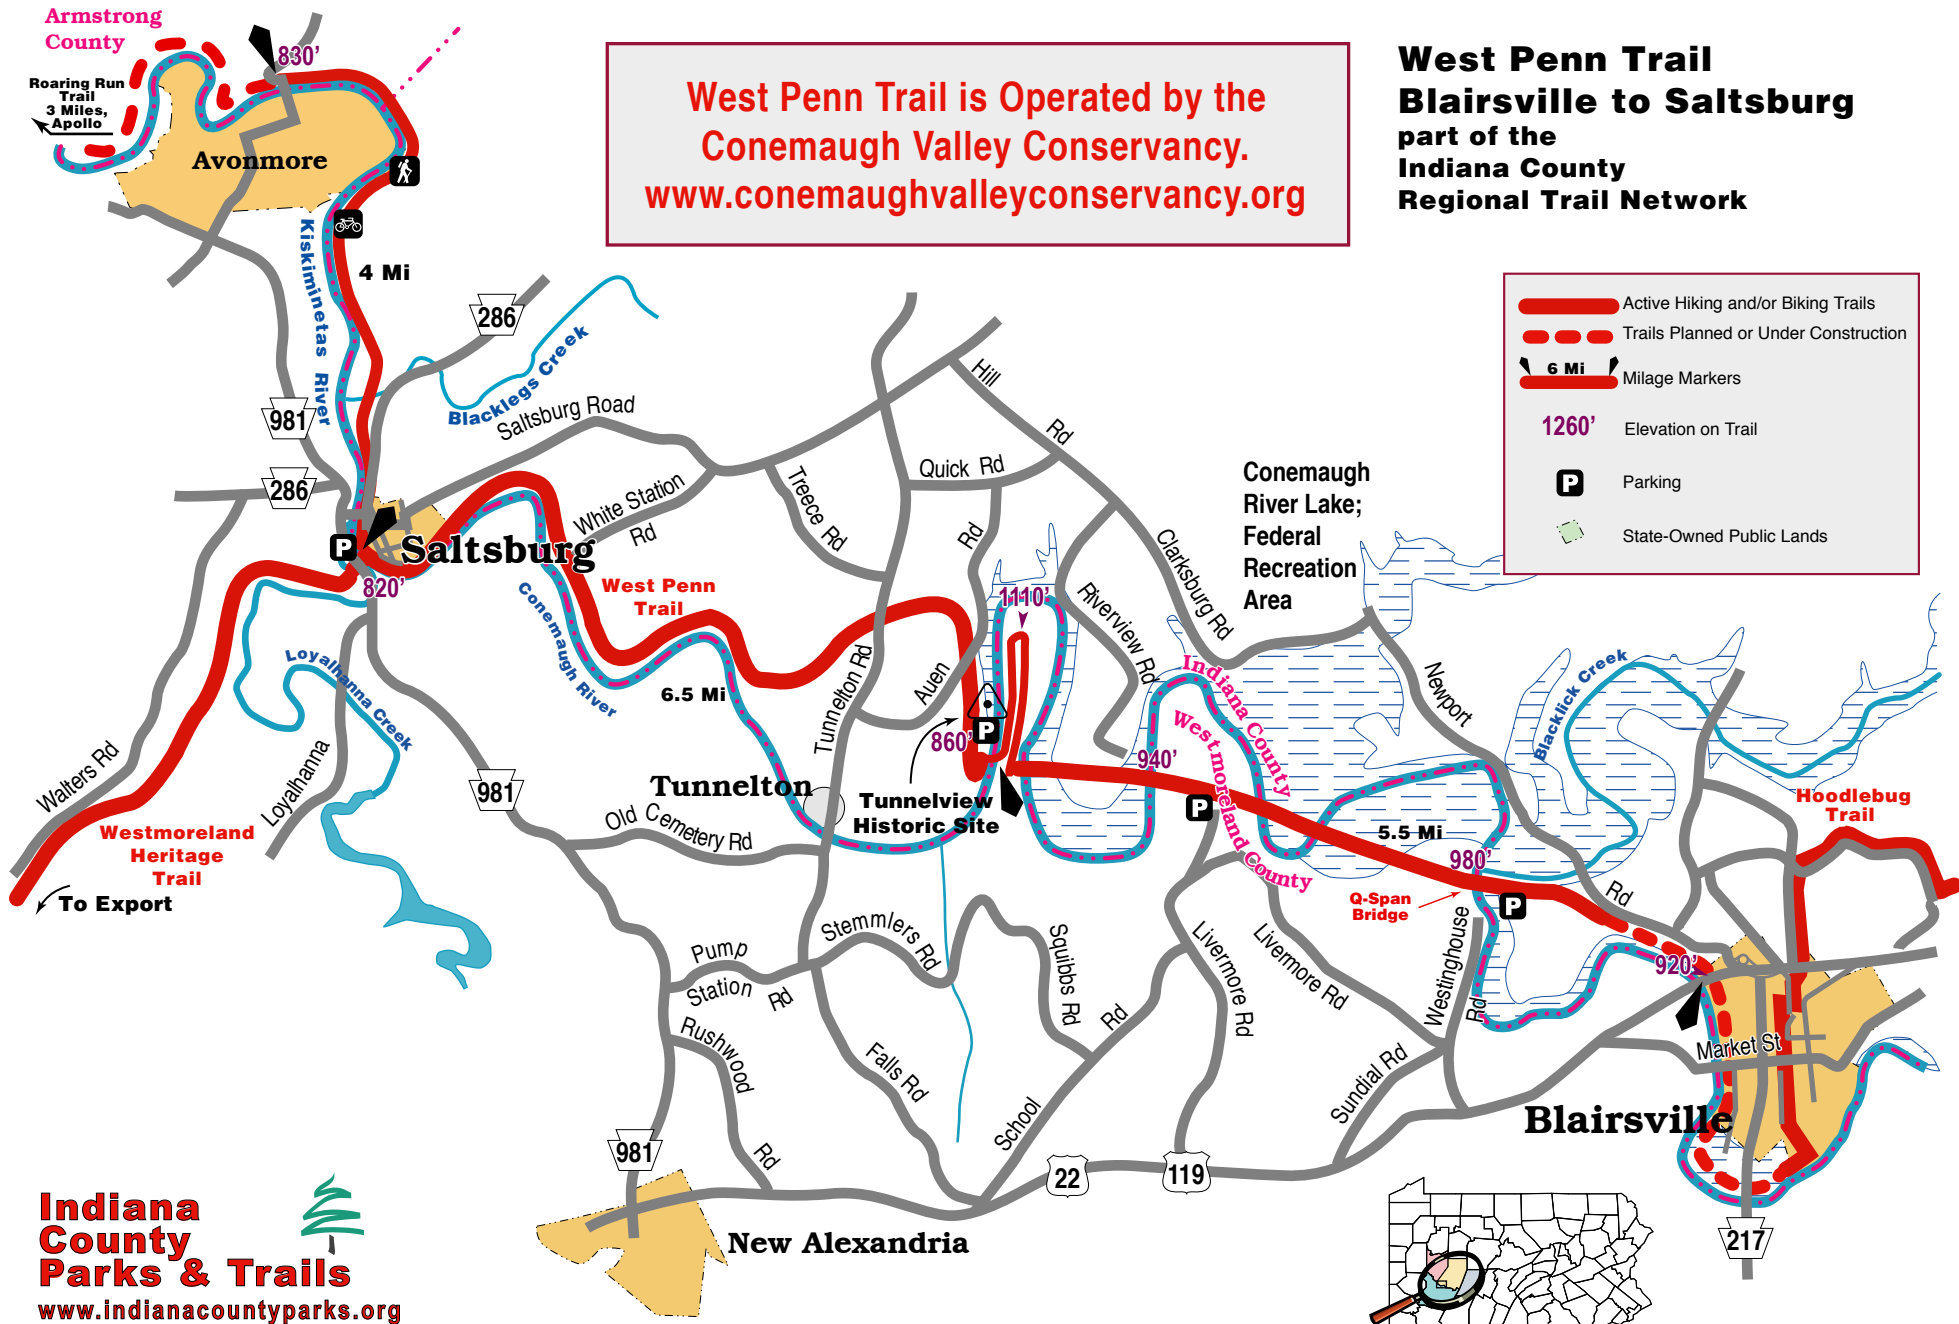 Armstrong
County
830'
Roaring Run
Trail
3 Miles,
Apollo
Avonmore
West Penn Trail is Operated by the
Conemaugh Valley Conservancy.
www.conemaughvalleyconservancy.org
West Penn Trail
Blairsville to Saltsburg
part of the
Indiana County
Regional Trail Network
Active Hiking and/or Biking Trails
Trails Planned or Under Construction
6 Mi
Milage Markers
1260'
Elevation on Trail
P
Parking
State-Owned Public Lands
Kiskiminetas River
4 Mi
286
Blacklegs Creek
981
Saltsburg Road
286
P
Saltsburg
820'
White Station
Rd
Treece Rd
Quick Rd
Hill
Rd
Rd
Clarksburg Rd
Conemaugh
River Lake;
Federal
Recreation
Area
West Penn
Trail
Conemaugh River
6.5 Mi
1110'
Riverview Rd
Indiana County
Westmoreland County
Newport
Rd
Blacklick Creek
Loyalhanna Creek
Tunnelton Rd
Auen
860'
P
940'
P
Walters Rd
Loyalhanna
981
Tunnelton
Tunnelview
Historic Site
Old Cemetery Rd
5.5 Mi
980'
Hoodlebug
Trail
Westmoreland
Heritage
Trail
To Export
Q-Span
Bridge
P
Pump
Station Rd
Stemmlers Rd
Squibbs Rd
Livermore Rd
Livermore Rd
Westinghouse
Rd
920'
Rushwood
Rd
Falls Rd
School
Rd
Sundial Rd
Market St
Blairsville
981
22
119
217
New Alexandria
Indiana
County
Parks & Trails
www.indianacountyparks.org